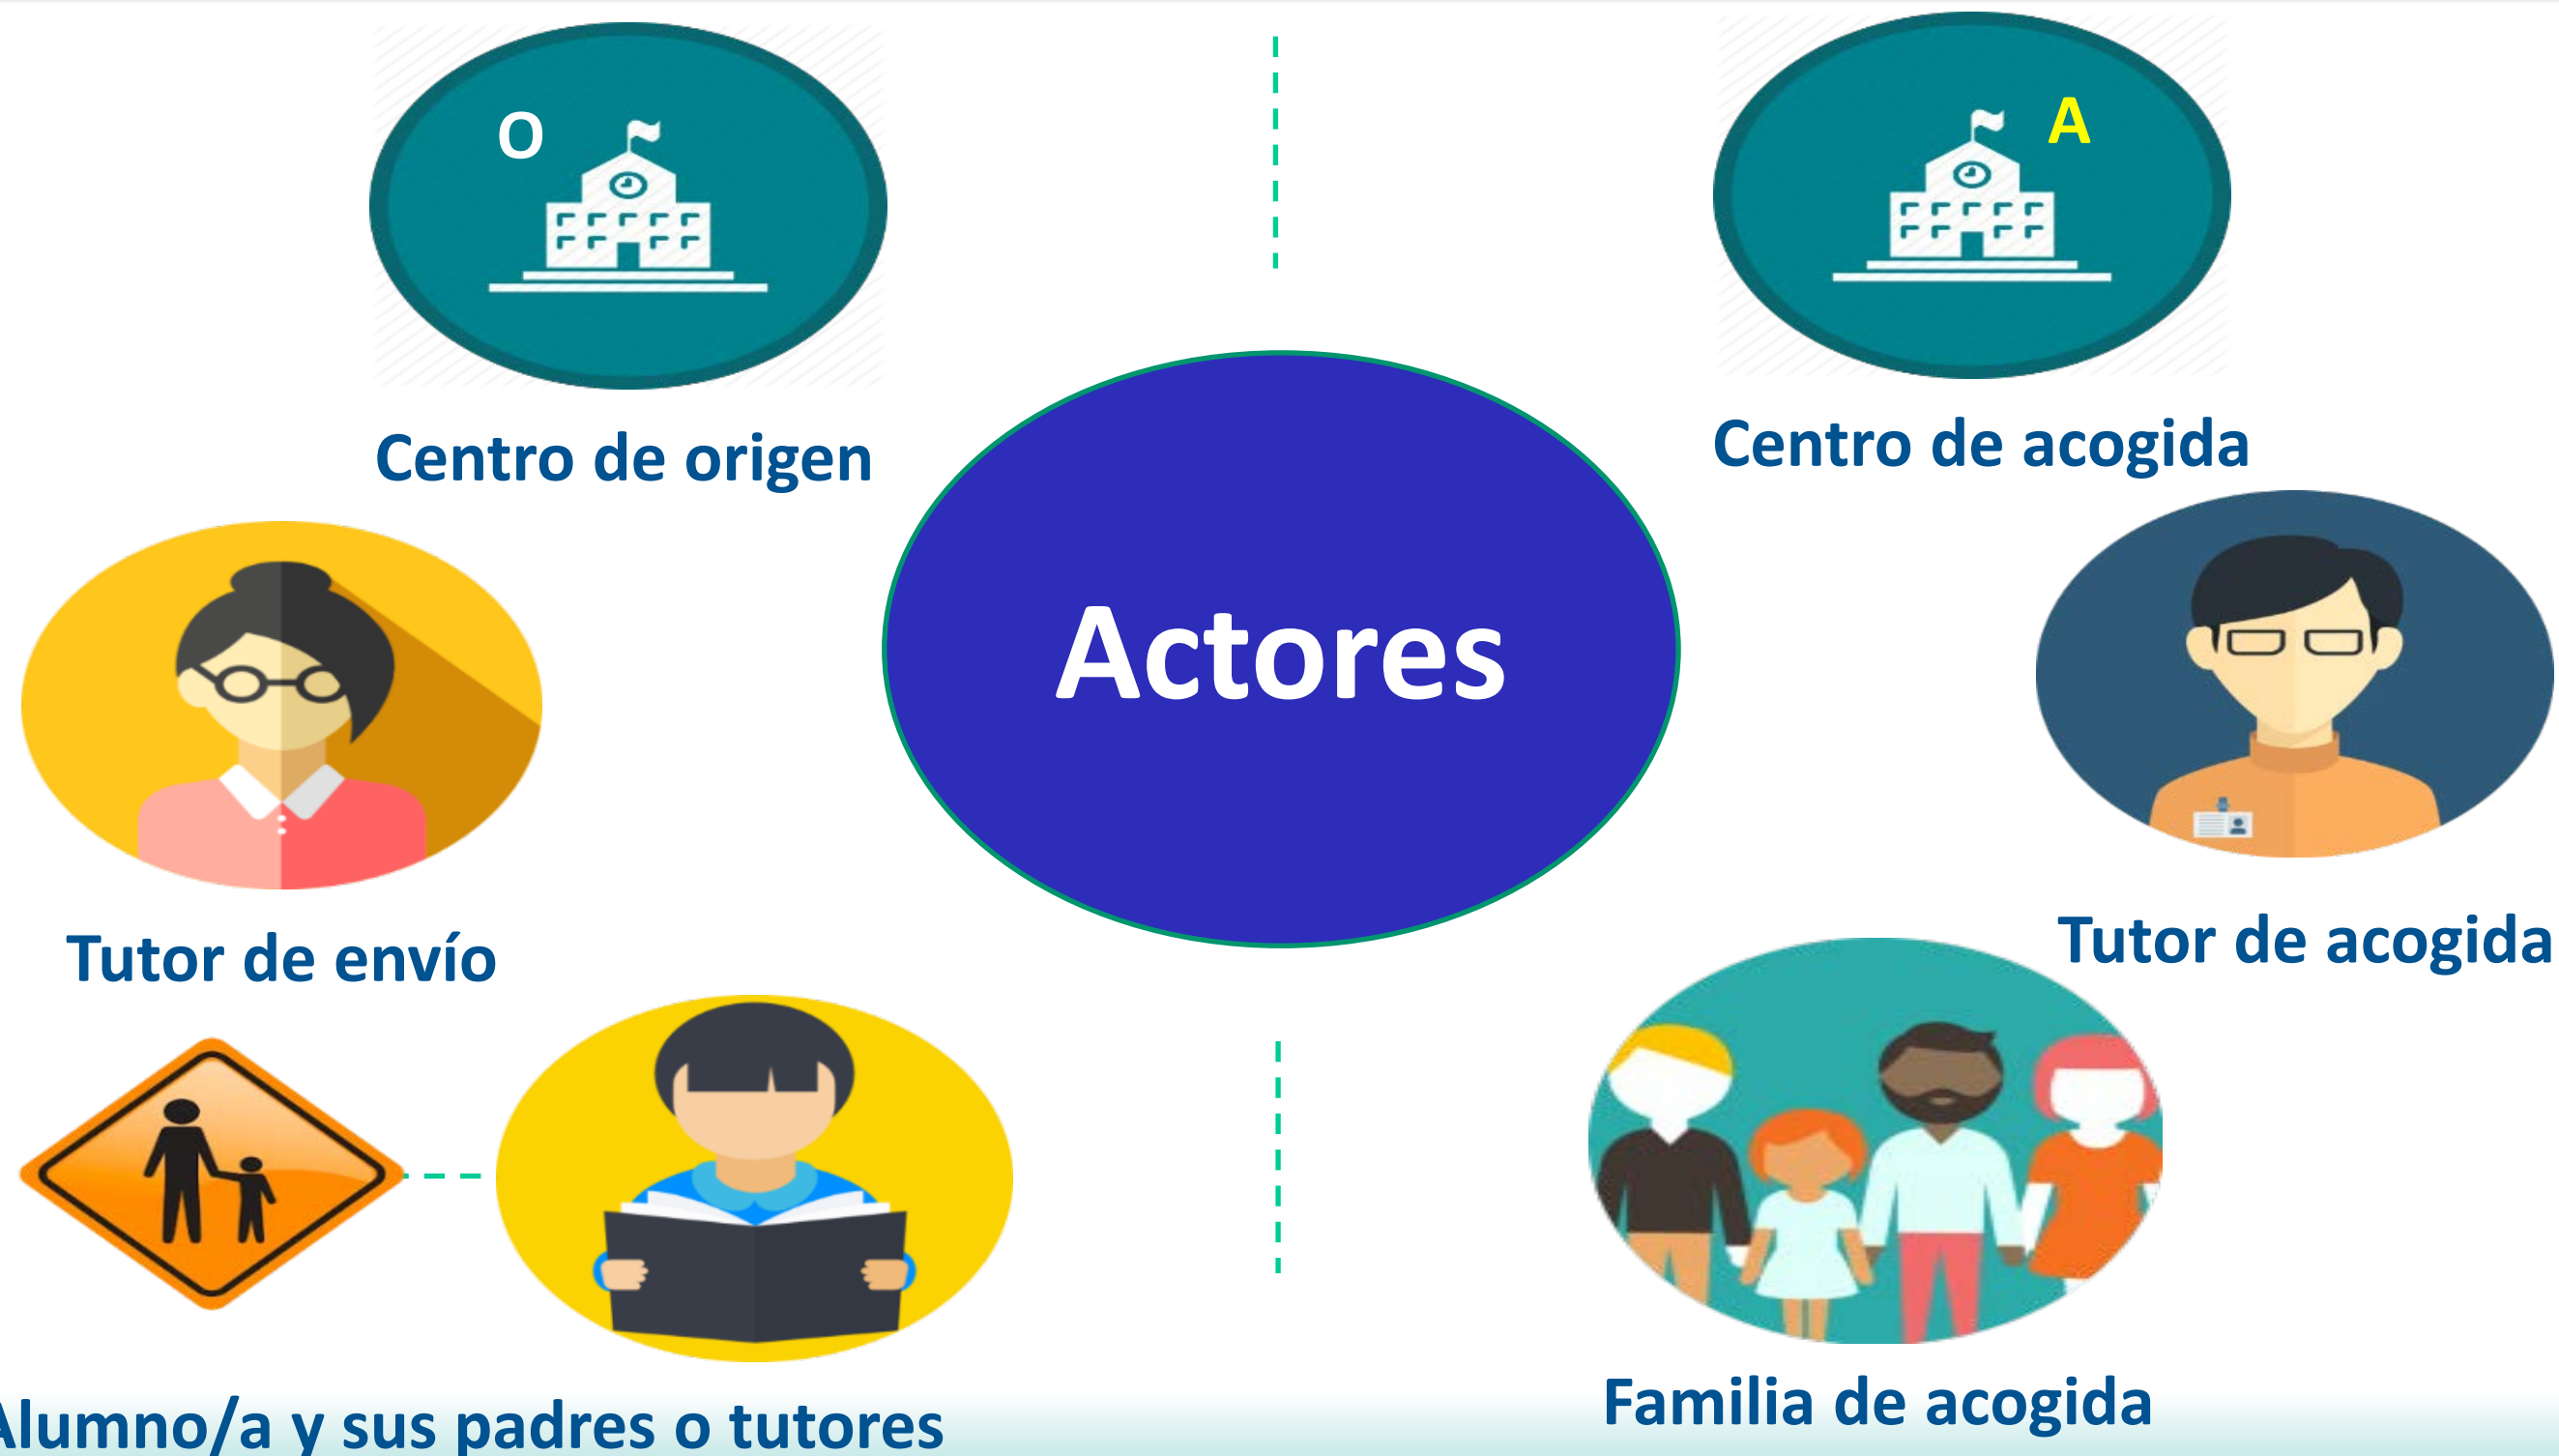 O
A
Centro de origen
Centro de acogida
Actores
Tutor de envío
Tutor de acogida
Alumno/a y sus padres o tutores
Familia de acogida